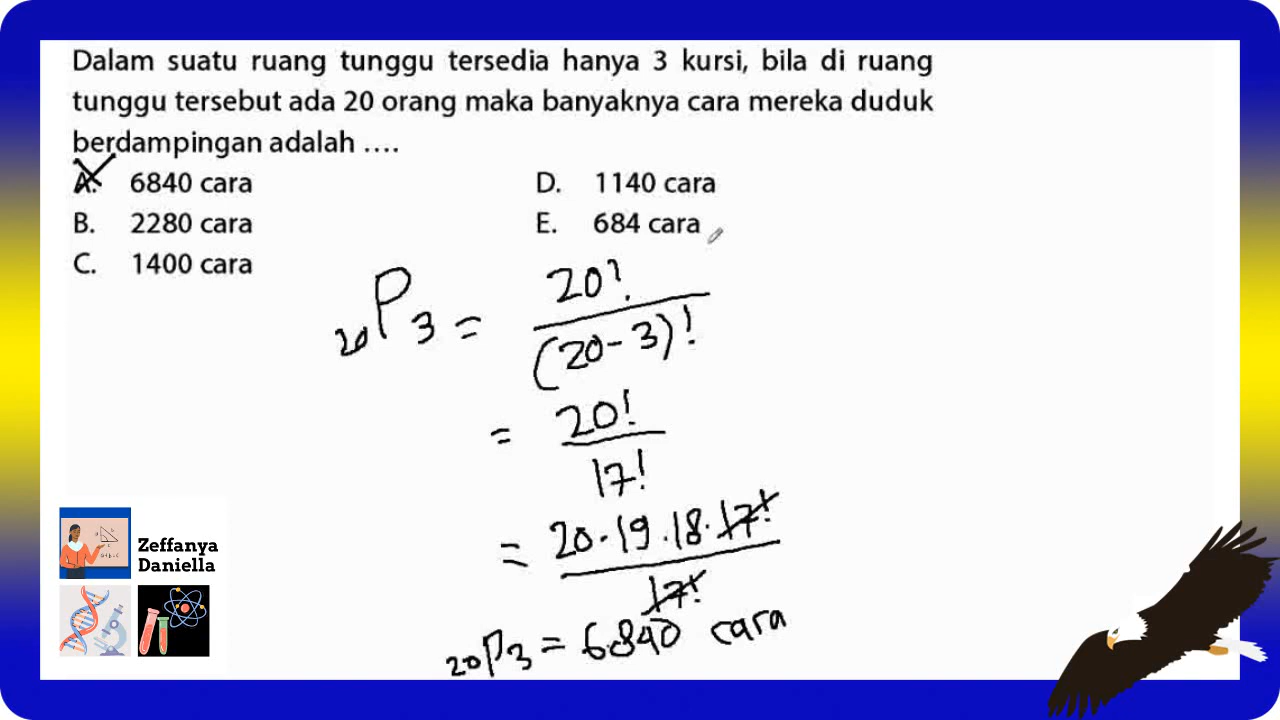 Dalam suatu ruang tunggu tersedia hanya 3 kursi, bila di ruang
tunggu tersebut ada 20 orang maka banyaknya cara mereka duduk
berdampingan adalah ....
A. 6840 cara
D. 1140 cara
B. 2280 cara
E. 684 cara
C. 1400 cara
20P3 = 20!
(20-3)!
= 20!
17!
= 20.19.18.17!
17!
20P3 = 6840 cara
Zeffanya
Daniella